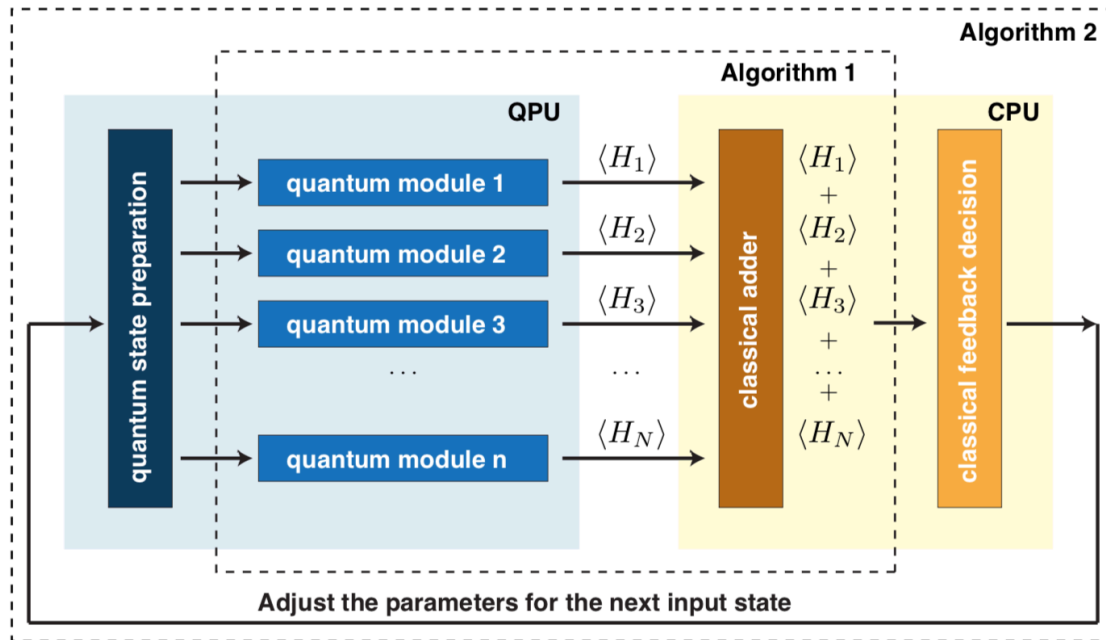 Algorithm 2
Algorithm 1
QPU
CPU
quantum state preparation
quantum module 1
quantum module 2
quantum module 3
...
quantum module n
⟨H₁⟩
⟨H₂⟩
⟨H₃⟩
...
⟨H_N⟩
classical adder
⟨H₁⟩
+
⟨H₂⟩
+
⟨H₃⟩
+
...
+
⟨H_N⟩
classical feedback decision
Adjust the parameters for the next input state